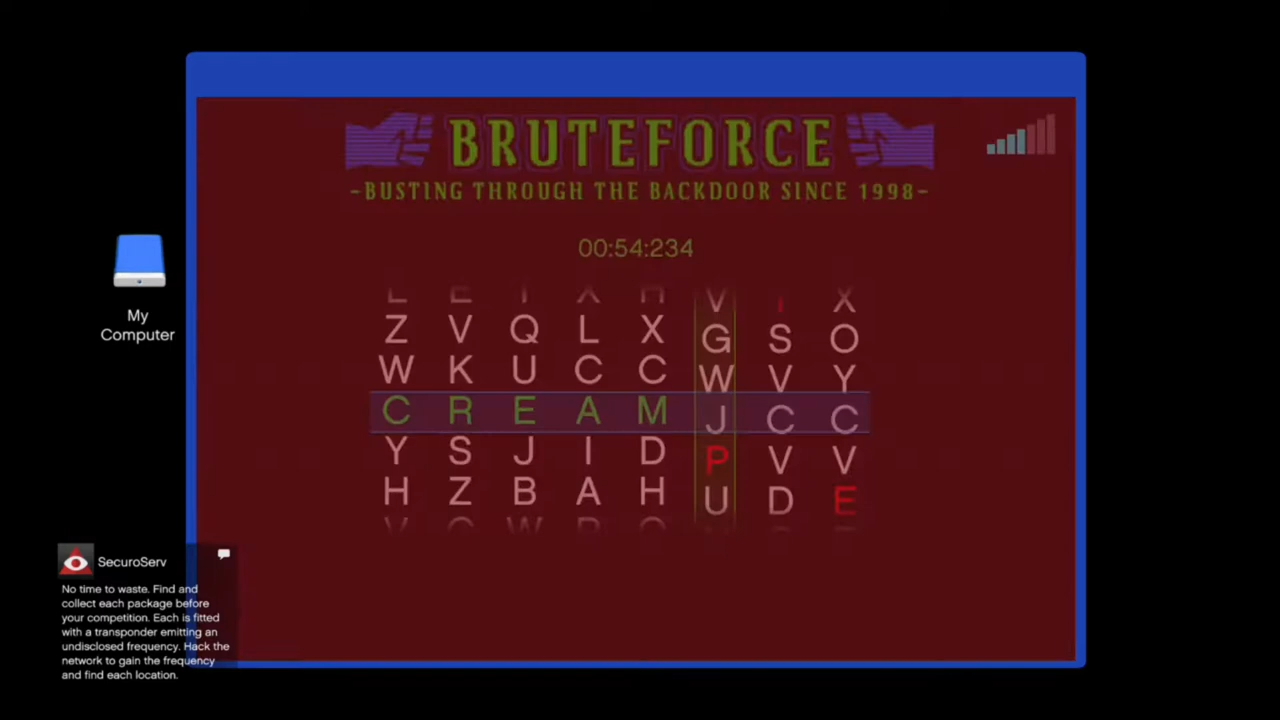 BRUTEFORCE
-BUSTING THROUGH THE BACKDOOR SINCE 1998-
00:54:234
L E I X H V I X
Z V Q L X G S O
W K U C C W V Y
C R E A M J C C
Y S J I D P V V
H Z B A H U D E
My
Computer
SecuroServ
No time to waste. Find and
collect each package before
your competition. Each is fitted
with a transponder emitting an
undisclosed frequency. Hack the
network to gain the frequency
and find each location.